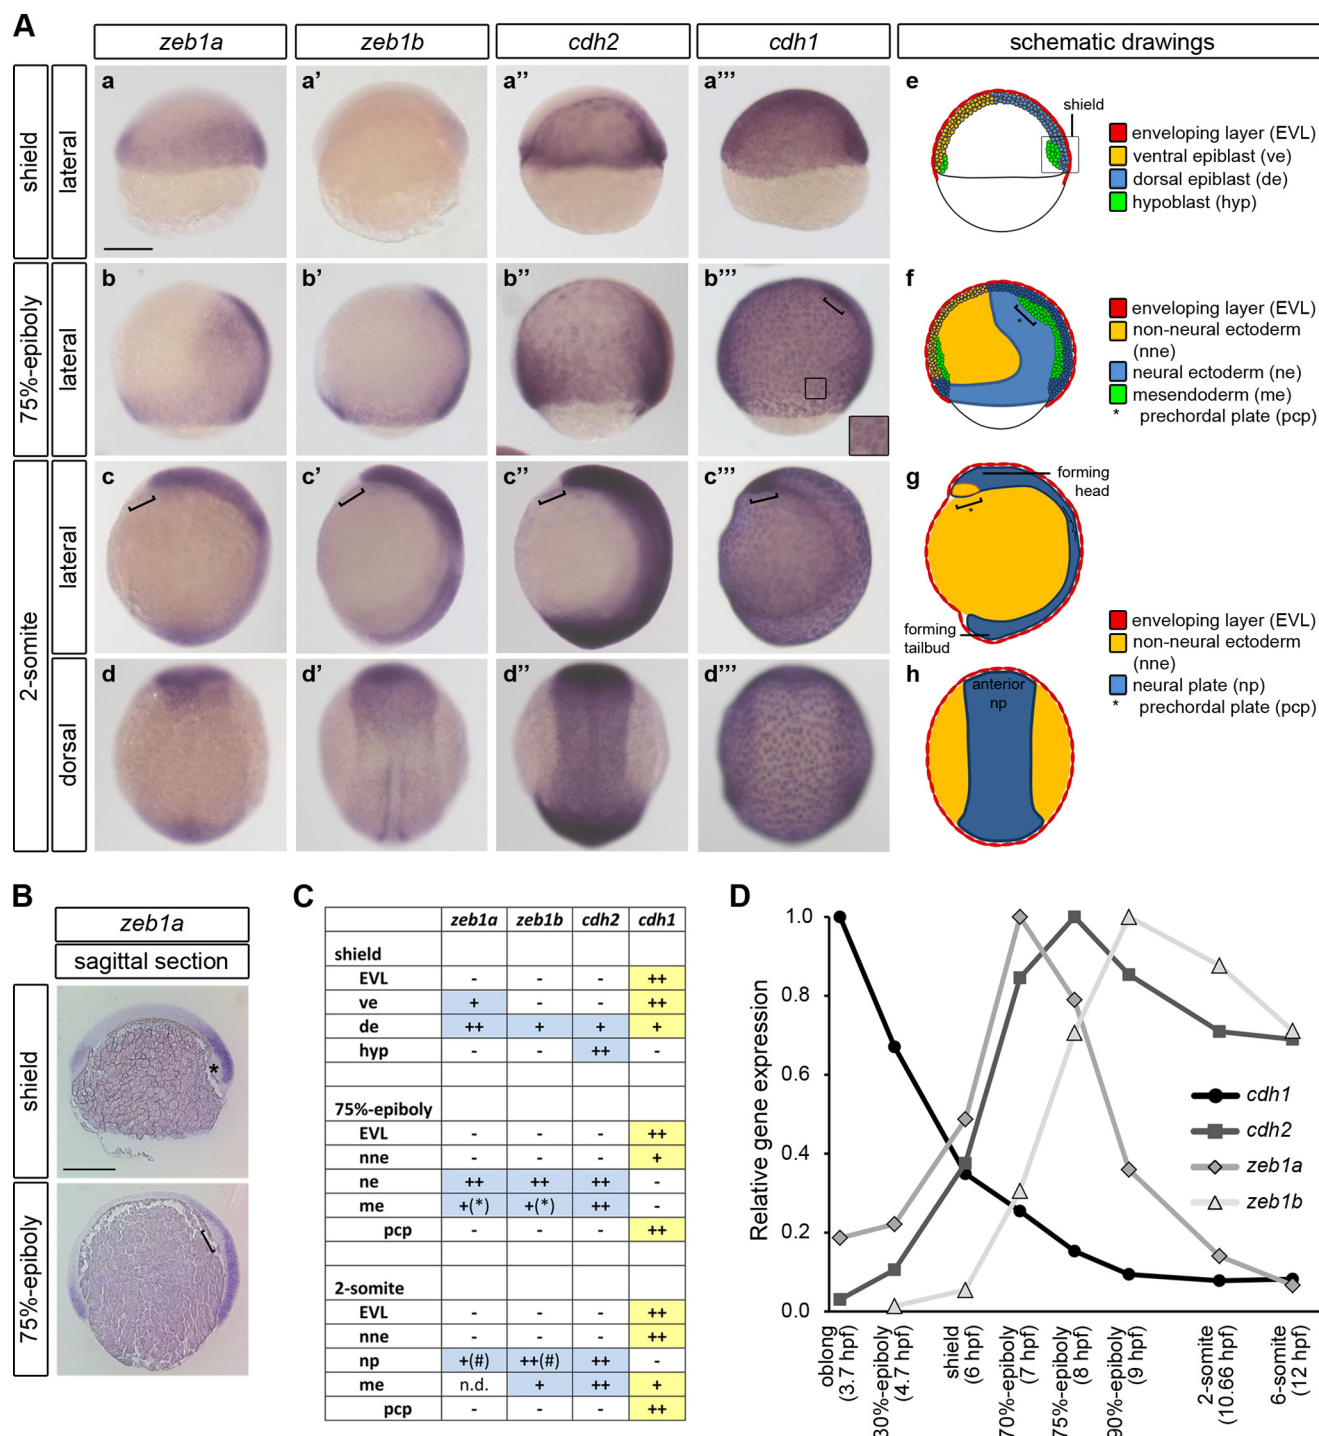 A
zeb1a
zeb1b
cdh2
cdh1
schematic drawings
shield
lateral
a
a'
a''
a'''
e
shield
enveloping layer (EVL)
ventral epiblast (ve)
dorsal epiblast (de)
hypoblast (hyp)
75%-epiboly
lateral
b
b'
b''
b'''
f
*
enveloping layer (EVL)
non-neural ectoderm
(nne)
neural ectoderm (ne)
mesendoderm (me)
* prechordal plate (pcp)
2-somite
lateral
c
c'
c''
c'''
g
forming
head
*
forming
tailbud
dorsal
d
d'
d''
d'''
h
anterior
np
enveloping layer (EVL)
non-neural ectoderm
(nne)
neural plate (np)
* prechordal plate (pcp)
B
zeb1a
sagittal section
shield
*
75%-epiboly
C
zeb1a zeb1b cdh2 cdh1
shield
EVL - - - ++
ve + - - ++
de ++ + + +
hyp - - ++ -
75%-epiboly
EVL - - - ++
nne - - - +
ne ++ ++ ++ -
me +(*) +(*) ++ -
pcp - - - ++
2-somite
EVL - - - ++
nne - - - ++
np +(#) ++(#) ++ -
me n.d. + ++ +
pcp - - - ++
D
Relative gene expression
1.0
0.8
0.6
0.4
0.2
0.0
cdh1
cdh2
zeb1a
zeb1b
oblong
(3.7 hpf)
30%-epiboly
(4.7 hpf)
shield
(6 hpf)
70%-epiboly
(7 hpf)
75%-epiboly
(8 hpf)
90%-epiboly
(9 hpf)
2-somite
(10.66 hpf)
6-somite
(12 hpf)